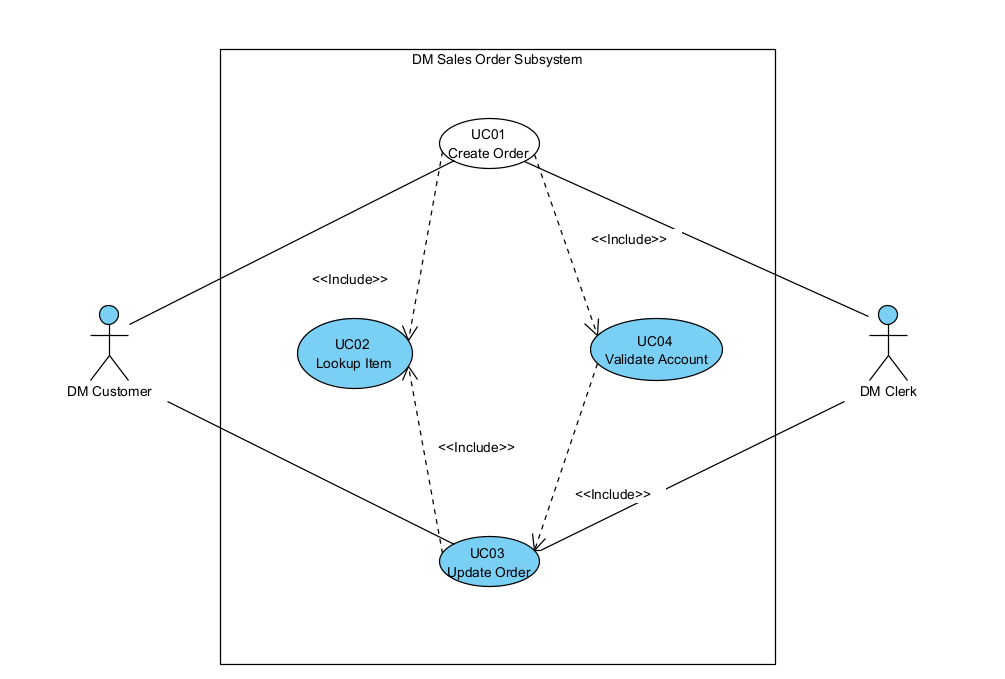 DM Sales Order Subsystem
UC01
Create Order
<<Include>>
<<Include>>
UC02
Lookup Item
UC04
Validate Account
DM Customer
DM Clerk
<<Include>>
<<Include>>
UC03
Update Order